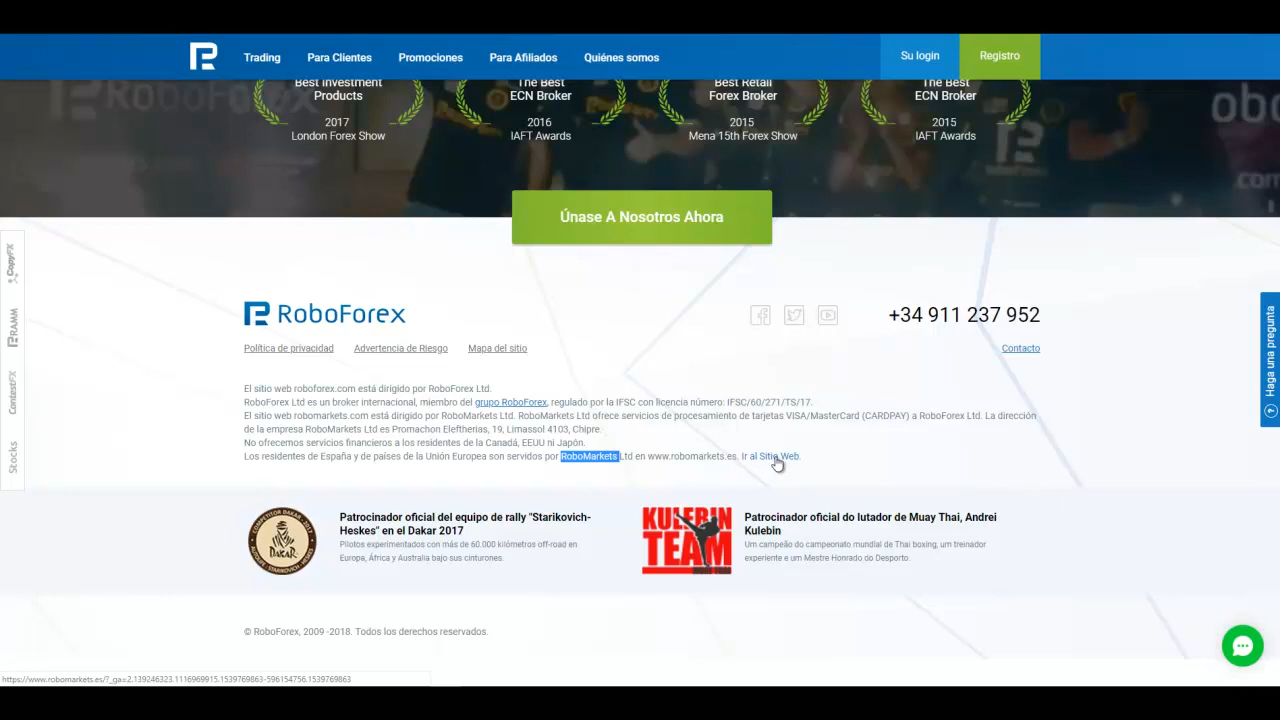 Trading
Para Clientes
Promociones
Para Afiliados
Quiénes somos
Su login
Registro
Best Investment
Products
2017
London Forex Show
The Best
ECN Broker
2016
IAFT Awards
Best Retail
Forex Broker
2015
Mena 15th Forex Show
The Best
ECN Broker
2015
IAFT Awards
Únase A Nosotros Ahora
CopyFX
RAMM
ContestFX
Stocks
Haga una pregunta
RoboForex
+34 911 237 952
Política de privacidad
Advertencia de Riesgo
Mapa del sitio
Contacto
El sitio web roboforex.com está dirigido por RoboForex Ltd.
RoboForex Ltd es un broker internacional, miembro del grupo RoboForex, regulado por la IFSC con licencia número: IFSC/60/271/TS/17.
El sitio web robomarkets.com está dirigido por RoboMarkets Ltd. RoboMarkets Ltd ofrece servicios de procesamiento de tarjetas VISA/MasterCard (CARDPAY) a RoboForex Ltd. La dirección
de la empresa RoboMarkets Ltd es Promachon Eleftherias, 19, Limassol 4103, Chipre.
No ofrecemos servicios financieros a los residentes de la Canadá, EEUU ni Japón.
Los residentes de España y de países de la Unión Europea son servidos por RoboMarkets Ltd en www.robomarkets.es. Ir al Sitio Web.
DAKAR
Patrocinador oficial del equipo de rally "Starikovich-
Heskes" en el Dakar 2017
Pilotos experimentados con más de 60.000 kilómetros off-road en
Europa, África y Australia bajo sus cinturones.
KULEBIN
TEAM
Patrocinador oficial do lutador de Muay Thai, Andrei
Kulebin
Um campeão do campeonato mundial de Thai boxing, um treinador
experiente e um Mestre Honrado do Desporto.
© RoboForex, 2009 -2018. Todos los derechos reservados.
https://www.robomarkets.es/?_ga=2.139246323.1116969915.1539769863-596154756.1539769863